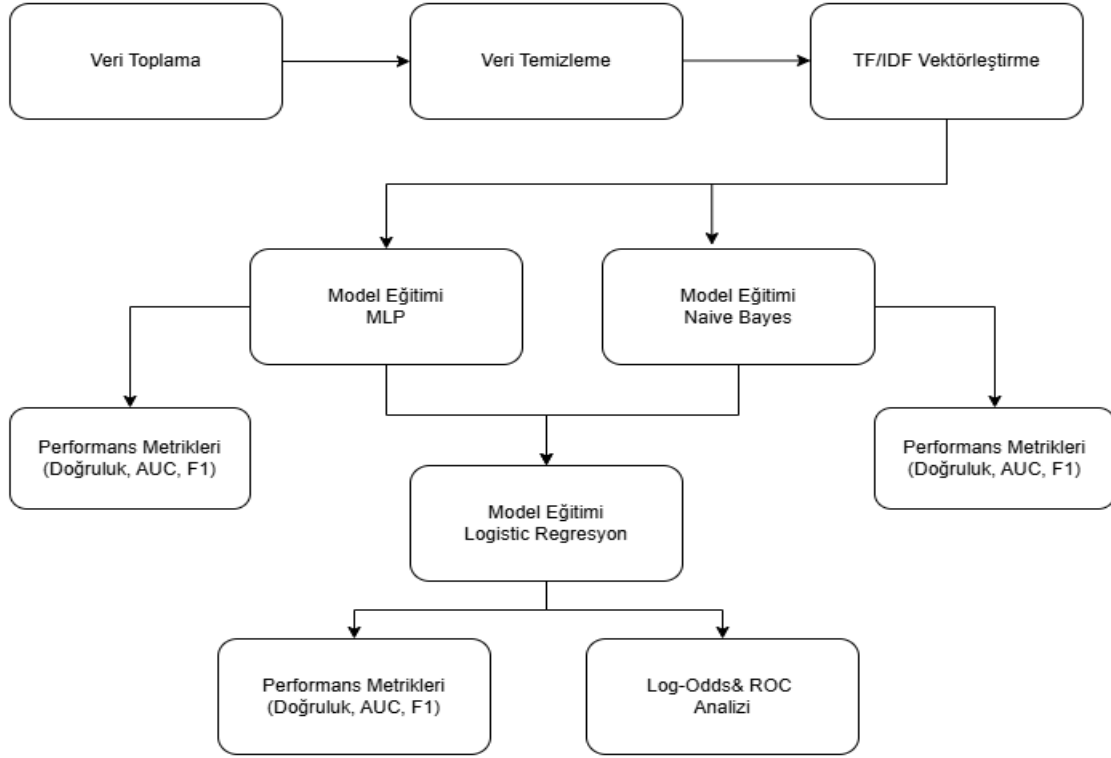 Veri Toplama
Veri Temizleme
TF/IDF Vektörleştirme
Model Eğitimi
MLP
Model Eğitimi
Naive Bayes
Performans Metrikleri
(Doğruluk, AUC, F1)
Performans Metrikleri
(Doğruluk, AUC, F1)
Model Eğitimi
Logistic Regresyon
Performans Metrikleri
(Doğruluk, AUC, F1)
Log-Odds& ROC
Analizi